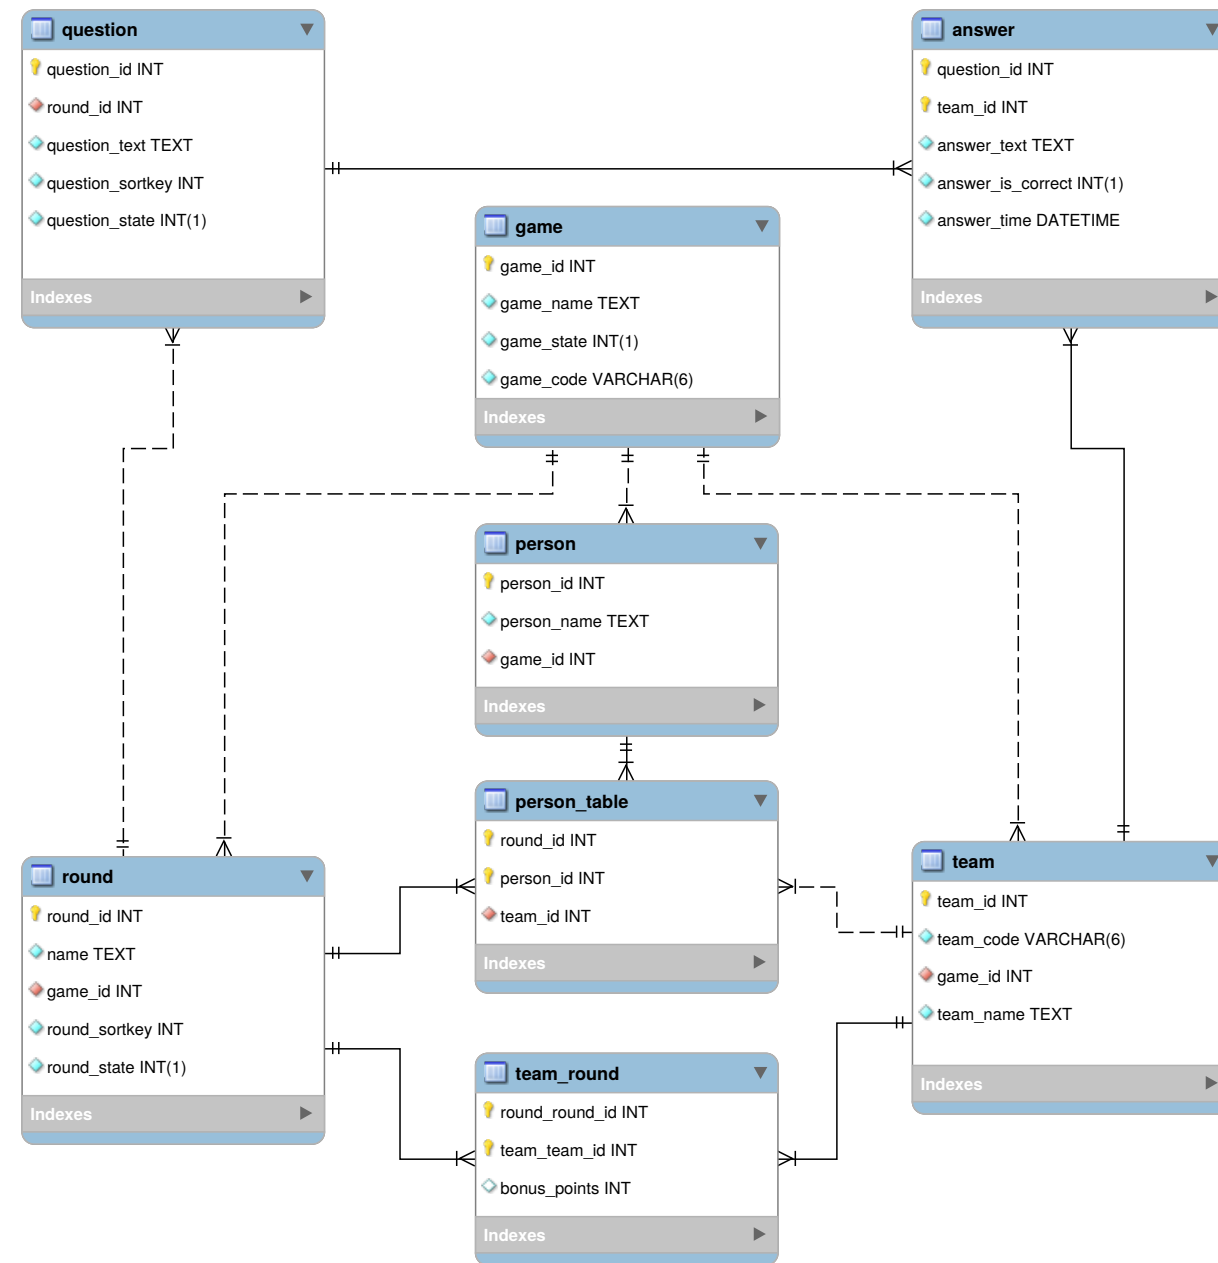 question
question_id INT
round_id INT
question_text TEXT
question_sortkey INT
question_state INT(1)
Indexes
answer
question_id INT
team_id INT
answer_text TEXT
answer_is_correct INT(1)
answer_time DATETIME
Indexes
game
game_id INT
game_name TEXT
game_state INT(1)
game_code VARCHAR(6)
Indexes
person
person_id INT
person_name TEXT
game_id INT
Indexes
person_table
round_id INT
person_id INT
team_id INT
Indexes
round
round_id INT
name TEXT
game_id INT
round_sortkey INT
round_state INT(1)
Indexes
team
team_id INT
team_code VARCHAR(6)
game_id INT
team_name TEXT
Indexes
team_round
round_round_id INT
team_team_id INT
bonus_points INT
Indexes